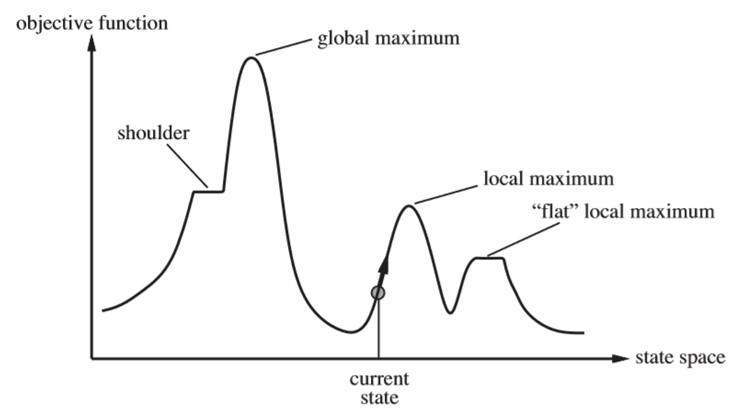 objective function
global maximum
shoulder
local maximum
“flat” local maximum
state space
current
state